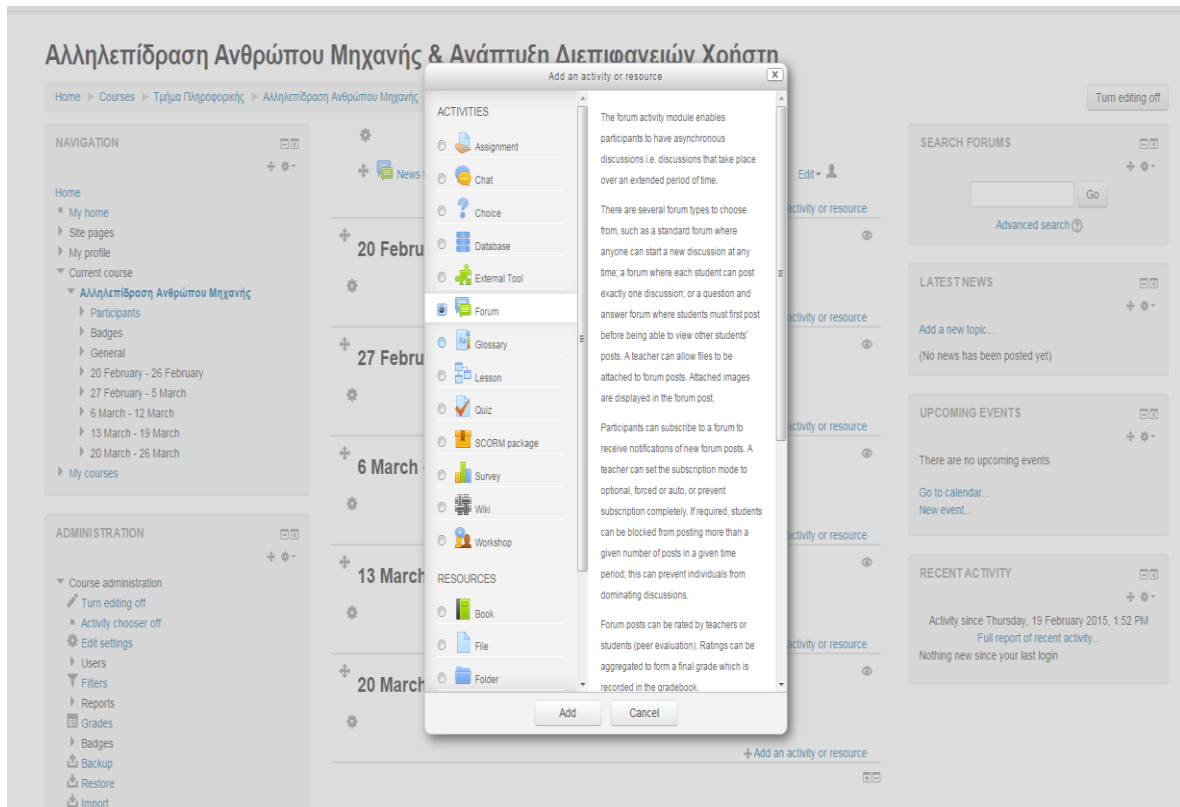 Αλληλεπίδραση Ανθρώπου Μηχανής & Ανάπτυξη Διεπιφανειών Χρήστη
Home ► Courses ► Τμήμα Πληροφορικής ► Αλληλεπίδραση Ανθρώπου Μηχανής
Turn editing off
NAVIGATION
Home
My home
Site pages
My profile
Current course
Αλληλεπίδραση Ανθρώπου Μηχανής
Participants
Badges
General
20 February - 26 February
27 February - 5 March
6 March - 12 March
13 March - 19 March
20 March - 26 March
My courses
ADMINISTRATION
Course administration
Turn editing off
Activity chooser off
Edit settings
Users
Filters
Reports
Grades
Badges
Backup
Restore
Import
News
Edit
activity or resource
20 Febru
activity or resource
27 Febru
activity or resource
6 March
activity or resource
13 March
activity or resource
20 March
Add an activity or resource
Add an activity or resource
X
ACTIVITIES
Assignment
Chat
Choice
Database
External Tool
Forum
Glossary
Lesson
Quiz
SCORM package
Survey
Wiki
Workshop
RESOURCES
Book
File
Folder
The forum activity module enables
participants to have asynchronous
discussions i.e. discussions that take place
over an extended period of time.
There are several forum types to choose
from, such as a standard forum where
anyone can start a new discussion at any
time; a forum where each student can post
exactly one discussion; or a question and
answer forum where students must first post
before being able to view other students'
posts. A teacher can allow files to be
attached to forum posts. Attached images
are displayed in the forum post.
Participants can subscribe to a forum to
receive notifications of new forum posts. A
teacher can set the subscription mode to
optional, forced or auto, or prevent
subscription completely. If required, students
can be blocked from posting more than a
given number of posts in a given time
period; this can prevent individuals from
dominating discussions.
Forum posts can be rated by teachers or
students (peer evaluation). Ratings can be
aggregated to form a final grade which is
recorded in the gradebook.
Add
Cancel
SEARCH FORUMS
Go
Advanced search
LATEST NEWS
Add a new topic...
(No news has been posted yet)
UPCOMING EVENTS
There are no upcoming events
Go to calendar...
New event...
RECENT ACTIVITY
Activity since Thursday, 19 February 2015, 1:52 PM
Full report of recent activity...
Nothing new since your last login